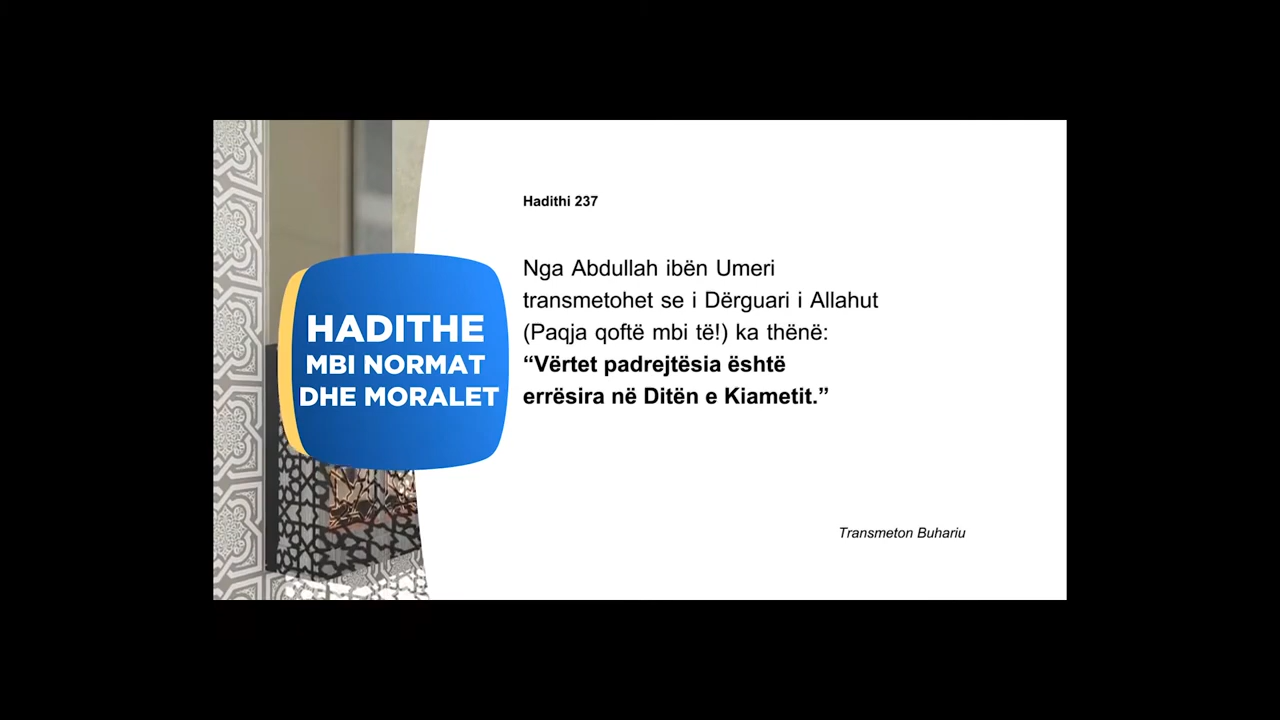 HADITHE
MBI NORMAT
DHE MORALET
Hadithi 237
Nga Abdullah ibën Umeri
transmetohet se i Dërguari i Allahut
(Paqja qoftë mbi të!) ka thënë:
“Vërtet padrejtësia është
errësira në Ditën e Kiametit.”
Transmeton Buhariu